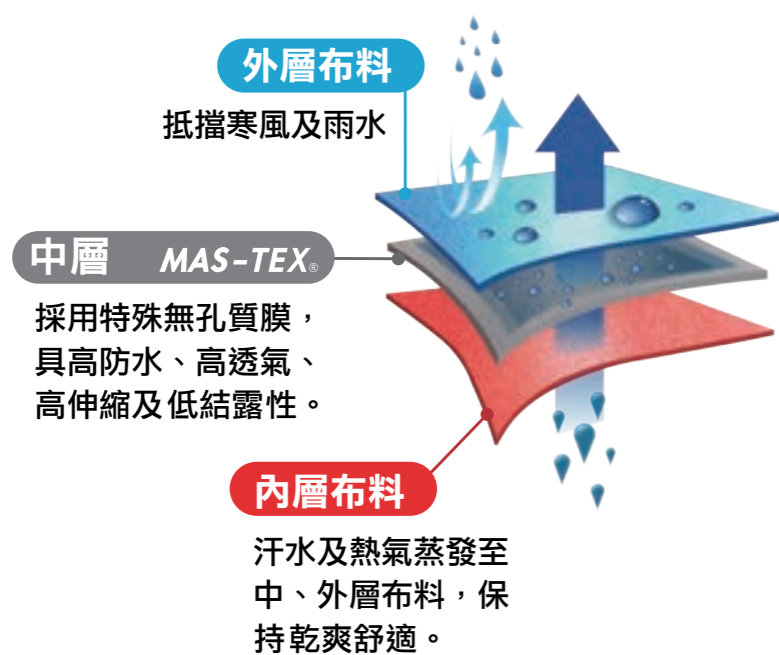 外層布料
抵擋寒風及雨水
中層 MAS-TEX®
採用特殊無孔質膜，
具高防水、高透氣、
高伸縮及低結露性。
內層布料
汗水及熱氣蒸發至
中、外層布料，保
持乾爽舒適。